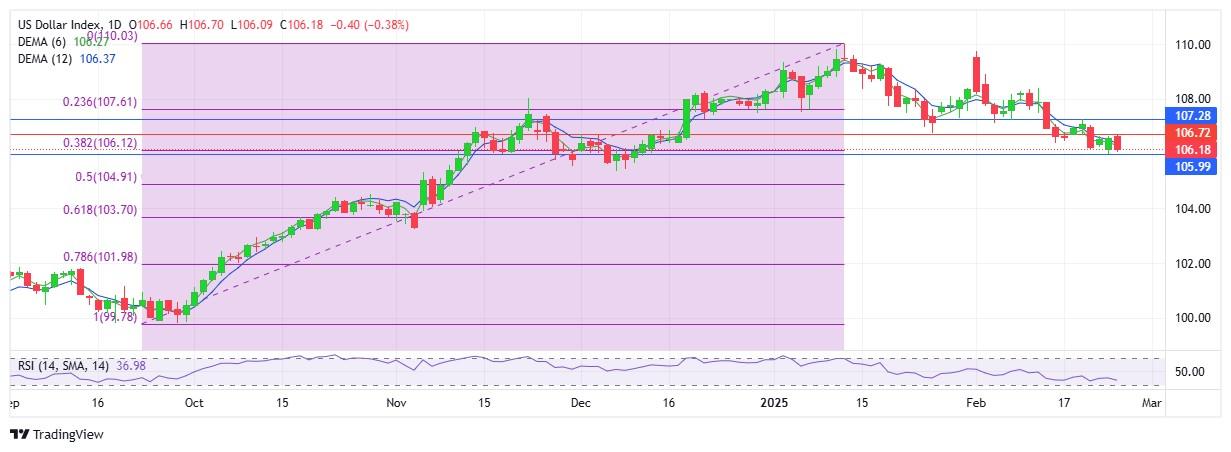 US Dollar Index, 1D O106.66 H106.70 L106.09 C106.18 −0.40 (−0.38%)
0(110.03)
DEMA (6) 106.27
DEMA (12) 106.37
0.236(107.61)
0.382(106.12)
0.5(104.91)
0.618(103.70)
0.786(101.98)
1(99.78)
110.00
108.00
107.28
106.72
106.18
105.99
104.00
102.00
100.00
RSI (14, SMA, 14) 36.98
50.00
ep 16 Oct 15 Nov 15 Dec 16 2025 15 Feb 17 Mar
TradingView